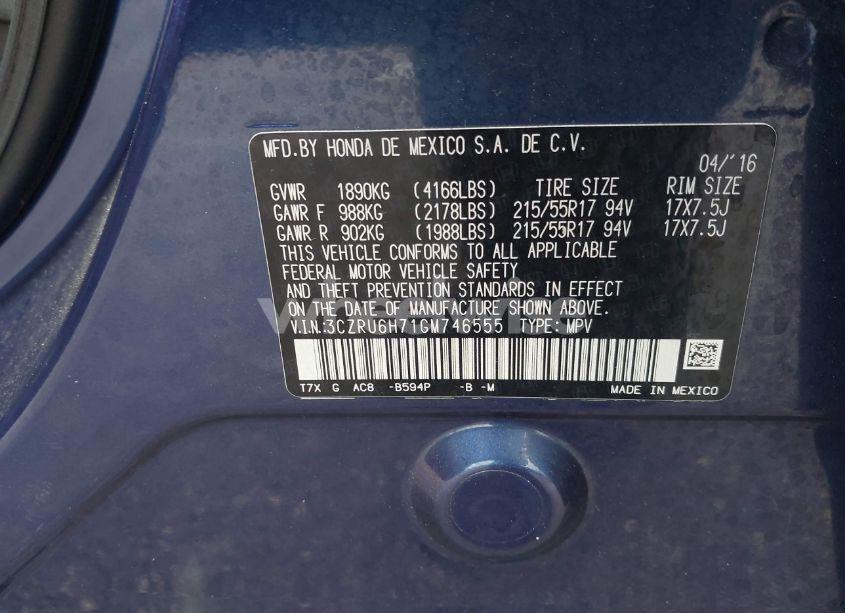 MFD.BY HONDA DE MEXICO S.A. DE C.V.
04/'16
GVWR 1890KG (4166LBS) TIRE SIZE RIM SIZE
GAWR F 988KG (2178LBS) 215/55R17 94V 17X7.5J
GAWR R 902KG (1988LBS) 215/55R17 94V 17X7.5J
THIS VEHICLE CONFORMS TO ALL APPLICABLE
FEDERAL MOTOR VEHICLE SAFETY
AND THEFT PREVENTION STANDARDS IN EFFECT
ON THE DATE OF MANUFACTURE SHOWN ABOVE.
V.I.N.:3CZRU6H71GM746555 TYPE: MPV
T7X G AC8 -B594P -B -M MADE IN MEXICO